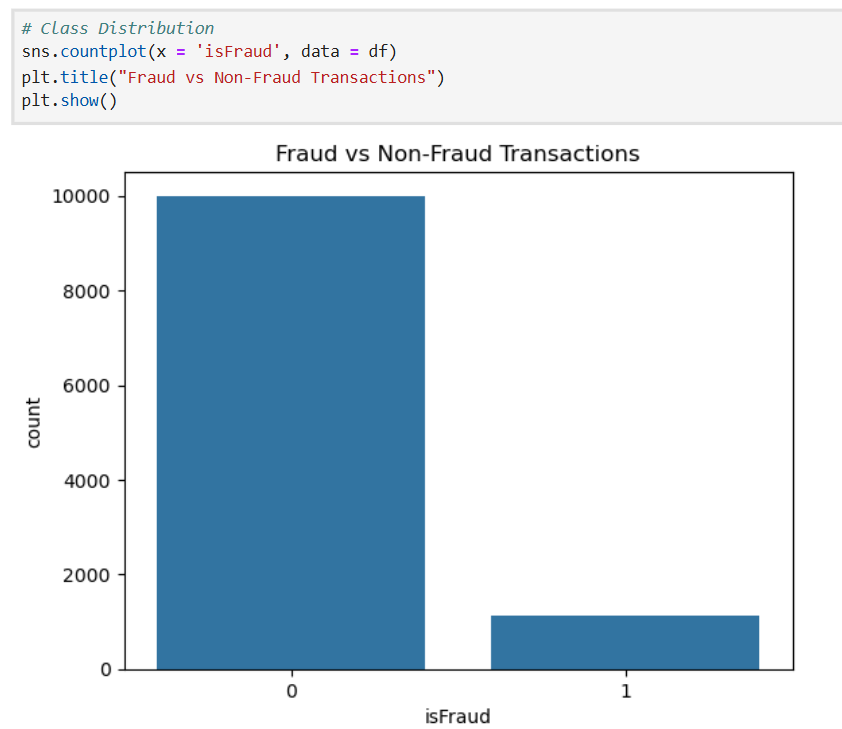 # Class Distribution
sns.countplot(x = 'isFraud', data = df)
plt.title("Fraud vs Non-Fraud Transactions")
plt.show()
Fraud vs Non-Fraud Transactions
10000
8000
6000
4000
2000
0
count
0 1
isFraud